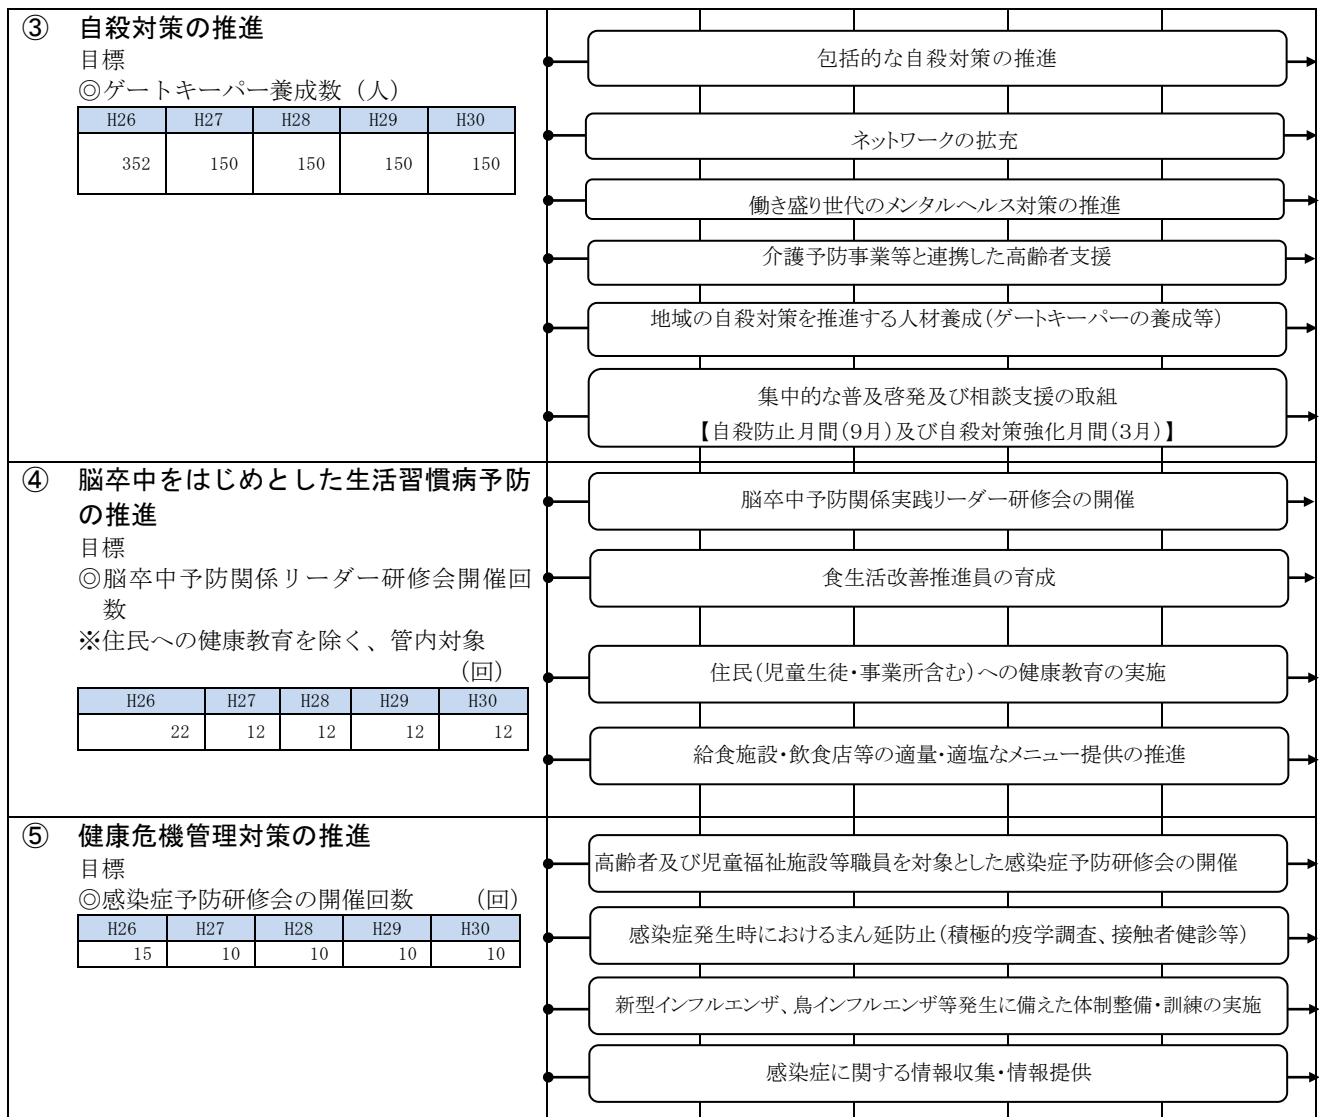 ③ 自殺対策の推進
目標
◎ゲートキーパー養成数（人）
H26 H27 H28 H29 H30
352 150 150 150 150
包括的な自殺対策の推進
ネットワークの拡充
働き盛り世代のメンタルヘルス対策の推進
介護予防事業等と連携した高齢者支援
地域の自殺対策を推進する人材養成（ゲートキーパーの養成等）
集中的な普及啓発及び相談支援の取組
【自殺防止月間（9月）及び自殺対策強化月間（3月）】
④ 脳卒中をはじめとした生活習慣病予防
の推進
目標
◎脳卒中予防関係リーダー研修会開催回
数
※住民への健康教育を除く、管内対象
（回）
H26 H27 H28 H29 H30
22 12 12 12 12
脳卒中予防関係実践リーダー研修会の開催
食生活改善推進員の育成
住民（児童生徒・事業所含む）への健康教育の実施
給食施設・飲食店等の適量・適塩なメニュー提供の推進
⑤ 健康危機管理対策の推進
目標
◎感染症予防研修会の開催回数 （回）
H26 H27 H28 H29 H30
15 10 10 10 10
高齢者及び児童福祉施設等職員を対象とした感染症予防研修会の開催
感染症発生時におけるまん延防止（積極的疫学調査、接触者健診等）
新型インフルエンザ、鳥インフルエンザ等発生に備えた体制整備・訓練の実施
感染症に関する情報収集・情報提供